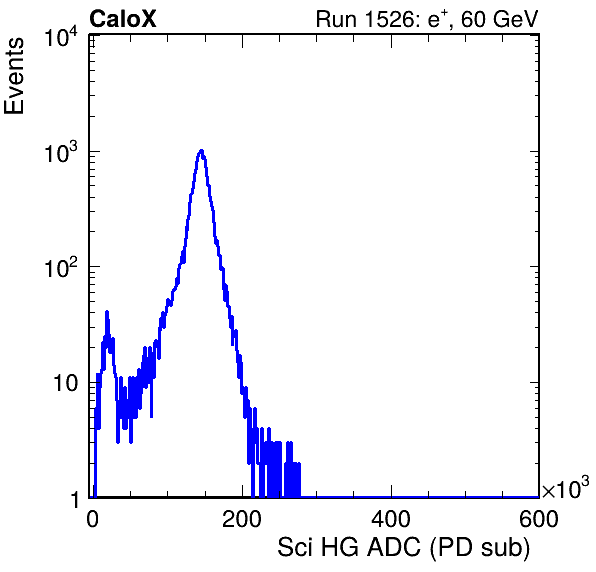 CaloX Run 1526: e⁺, 60 GeV
Events
10⁴
10³
10²
10
1
0 200 400 600
×10³
Sci HG ADC (PD sub)